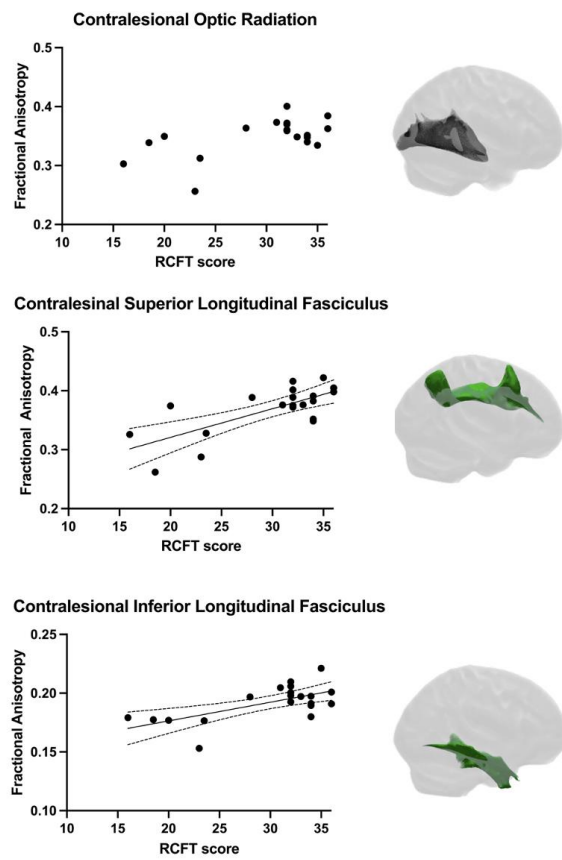 Contralesional Optic Radiation
Fractional Anisotropy
0.5
0.4
0.3
0.2
10 15 20 25 30 35
RCFT score
Contralesinal Superior Longitudinal Fasciculus
Fractional Anisotropy
0.5
0.4
0.3
0.2
10 15 20 25 30 35
RCFT score
Contralesional Inferior Longitudinal Fasciculus
Fractional Anisotropy
0.25
0.20
0.15
0.10
10 15 20 25 30 35
RCFT score